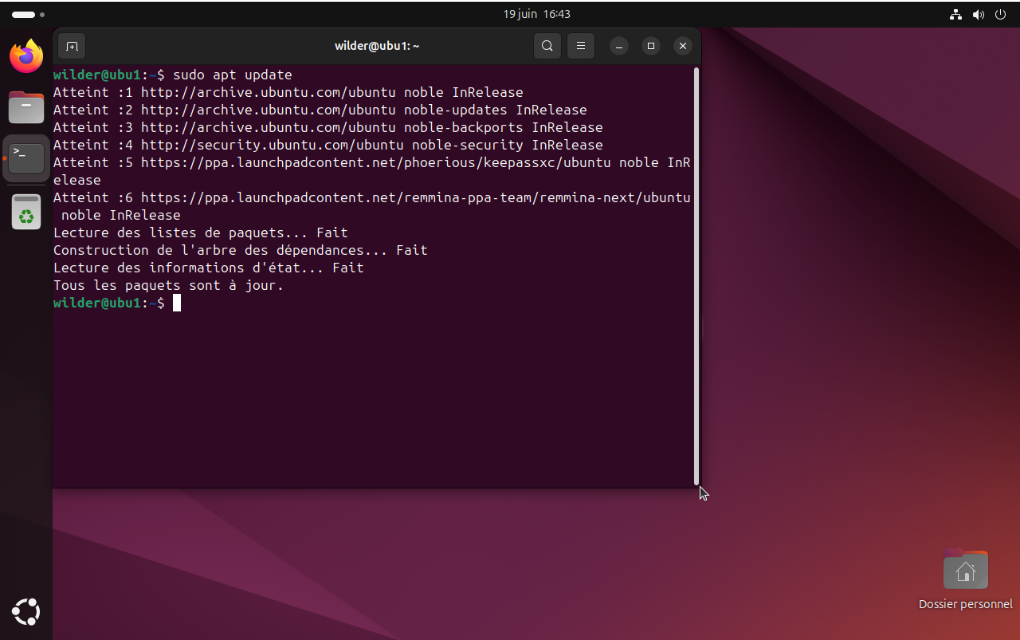 19 juin 16:43
wilder@ubu1: ~
wilder@ubu1:~$ sudo apt update
Atteint :1 http://archive.ubuntu.com/ubuntu noble InRelease
Atteint :2 http://archive.ubuntu.com/ubuntu noble-updates InRelease
Atteint :3 http://archive.ubuntu.com/ubuntu noble-backports InRelease
Atteint :4 http://security.ubuntu.com/ubuntu noble-security InRelease
Atteint :5 https://ppa.launchpadcontent.net/phoerious/keepassxc/ubuntu noble InR
elease
Atteint :6 https://ppa.launchpadcontent.net/remmina-ppa-team/remmina-next/ubuntu
 noble InRelease
Lecture des listes de paquets... Fait
Construction de l'arbre des dépendances... Fait
Lecture des informations d'état... Fait
Tous les paquets sont à jour.
wilder@ubu1:~$
Dossier personnel